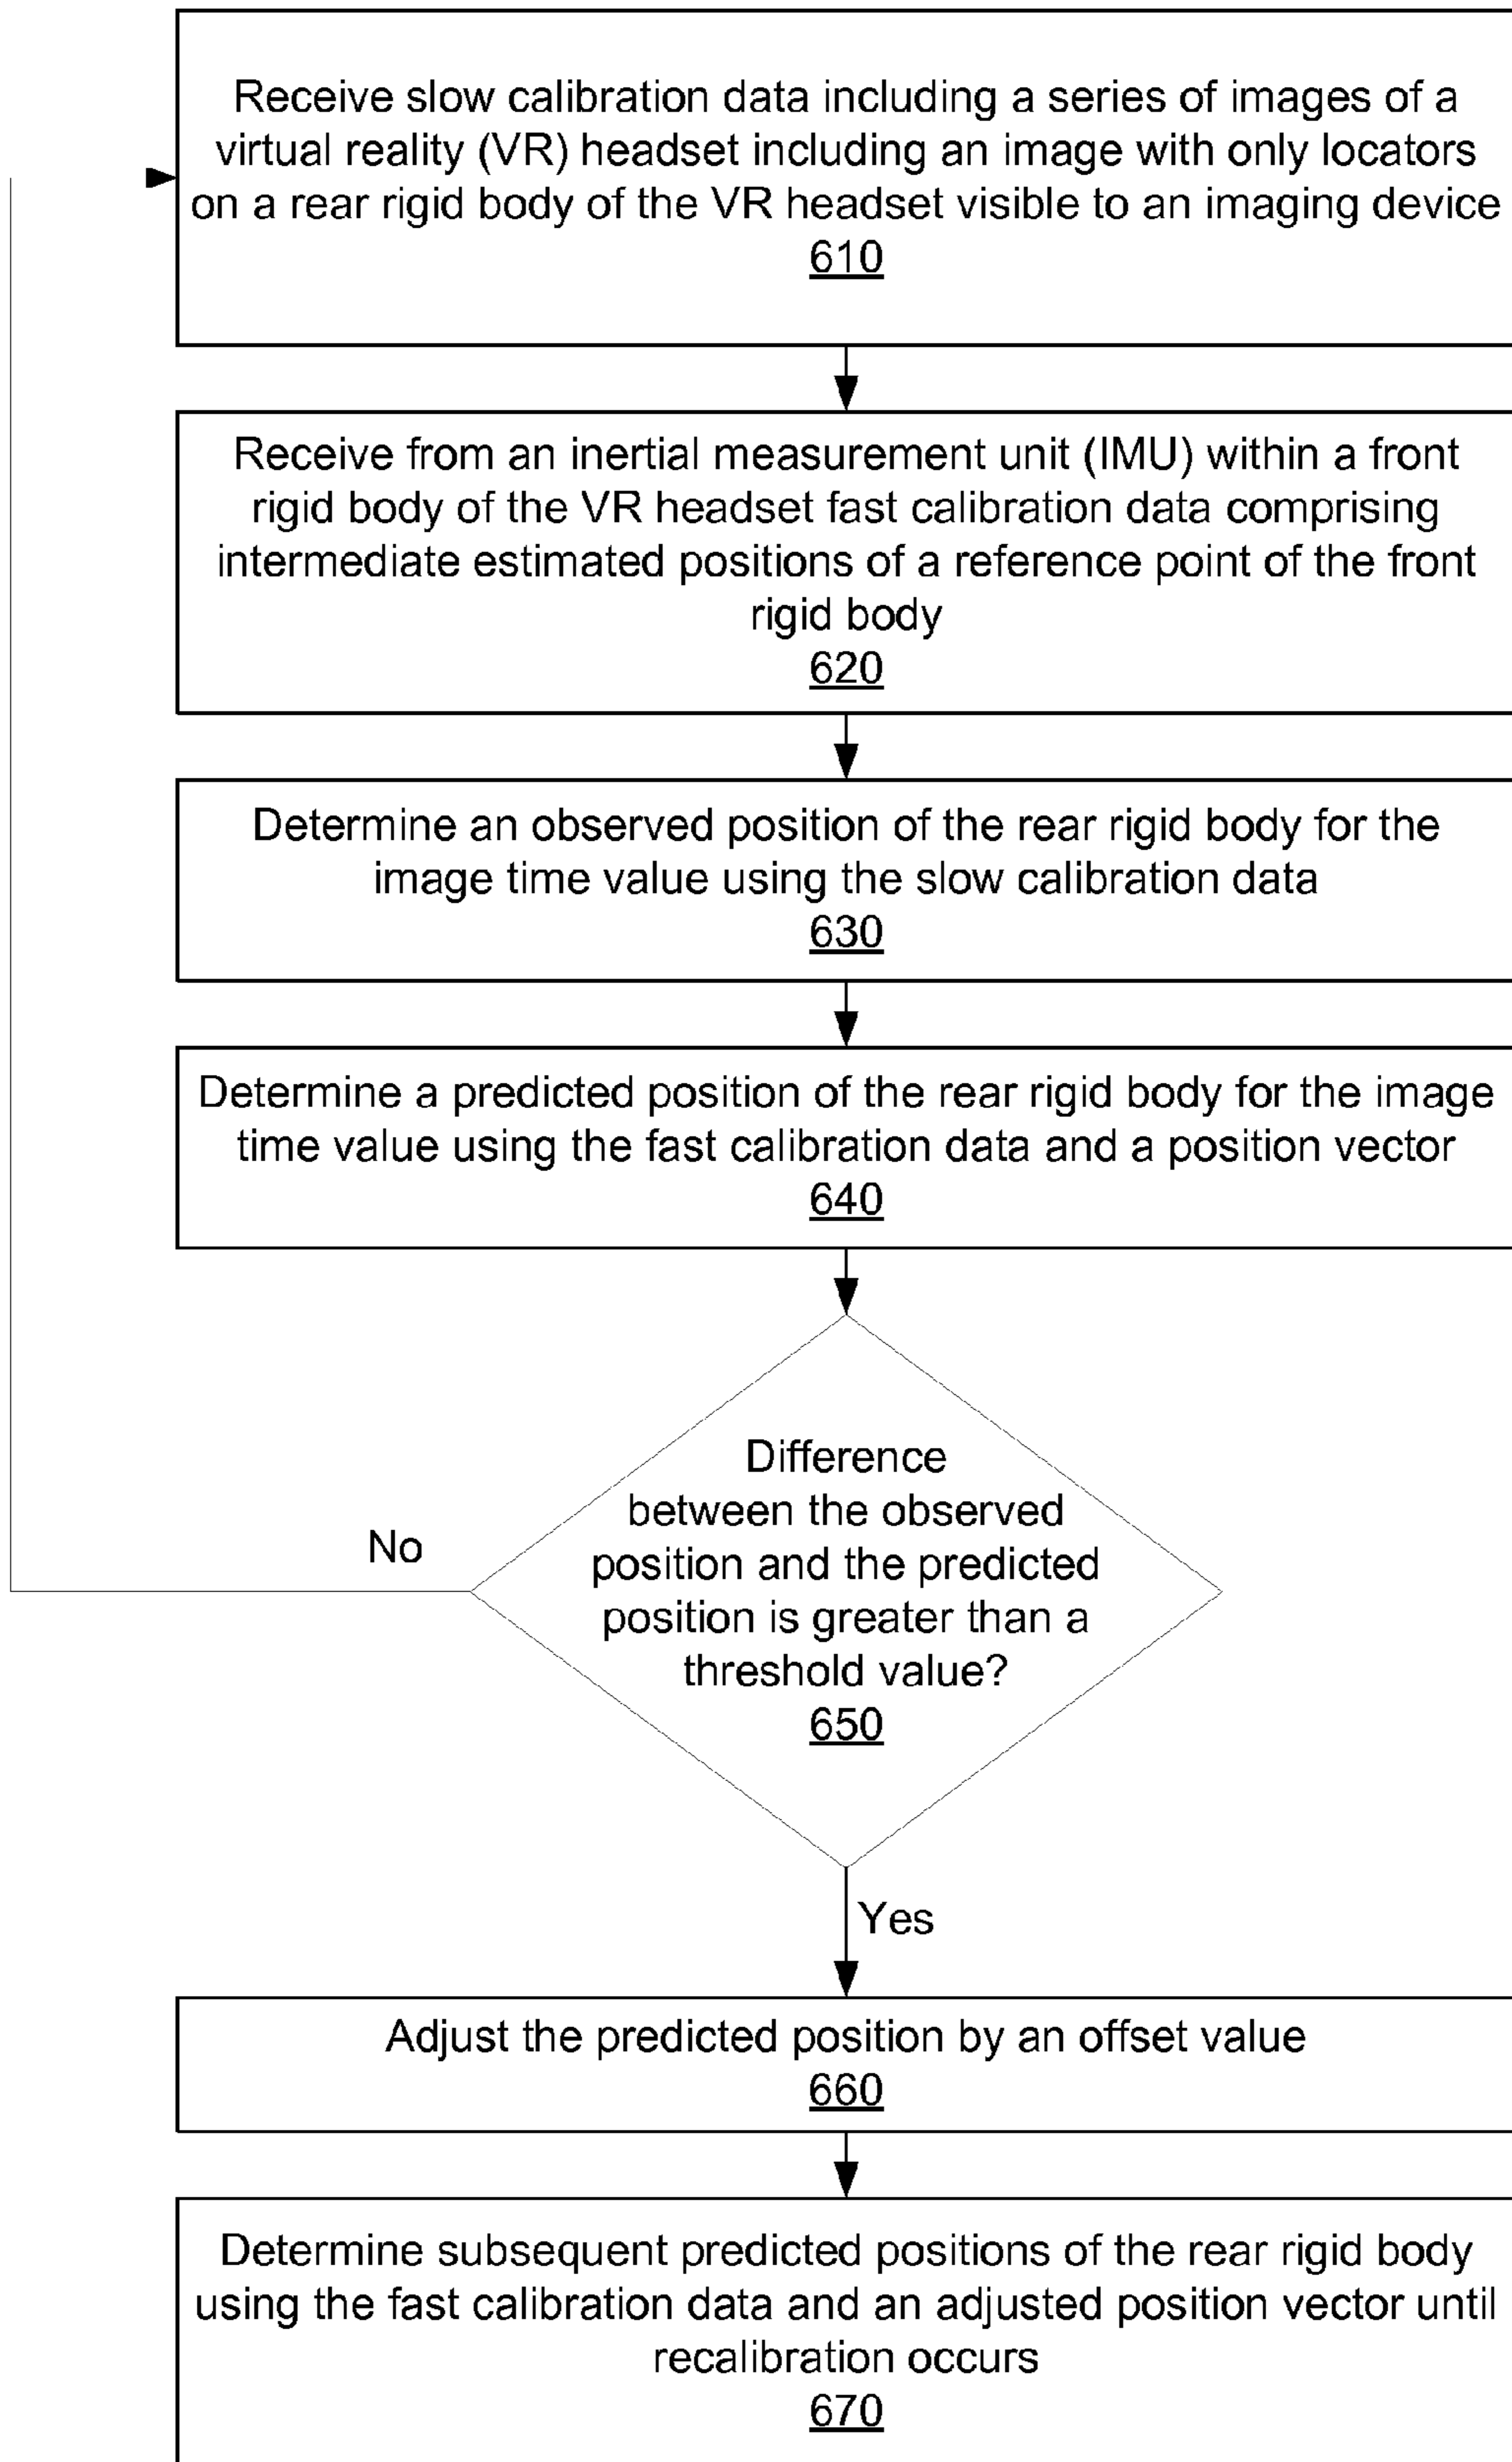 Receive slow calibration data including a series of images of a
virtual reality (VR) headset including an image with only locators
on a rear rigid body of the VR headset visible to an imaging device
610
Receive from an inertial measurement unit (IMU) within a front
rigid body of the VR headset fast calibration data comprising
intermediate estimated positions of a reference point of the front
rigid body
620
Determine an observed position of the rear rigid body for the
image time value using the slow calibration data
630
Determine a predicted position of the rear rigid body for the image
time value using the fast calibration data and a position vector
640
Difference
between the observed
position and the predicted
position is greater than a
threshold value?
650
No
Yes
Adjust the predicted position by an offset value
660
Determine subsequent predicted positions of the rear rigid body
using the fast calibration data and an adjusted position vector until
recalibration occurs
670